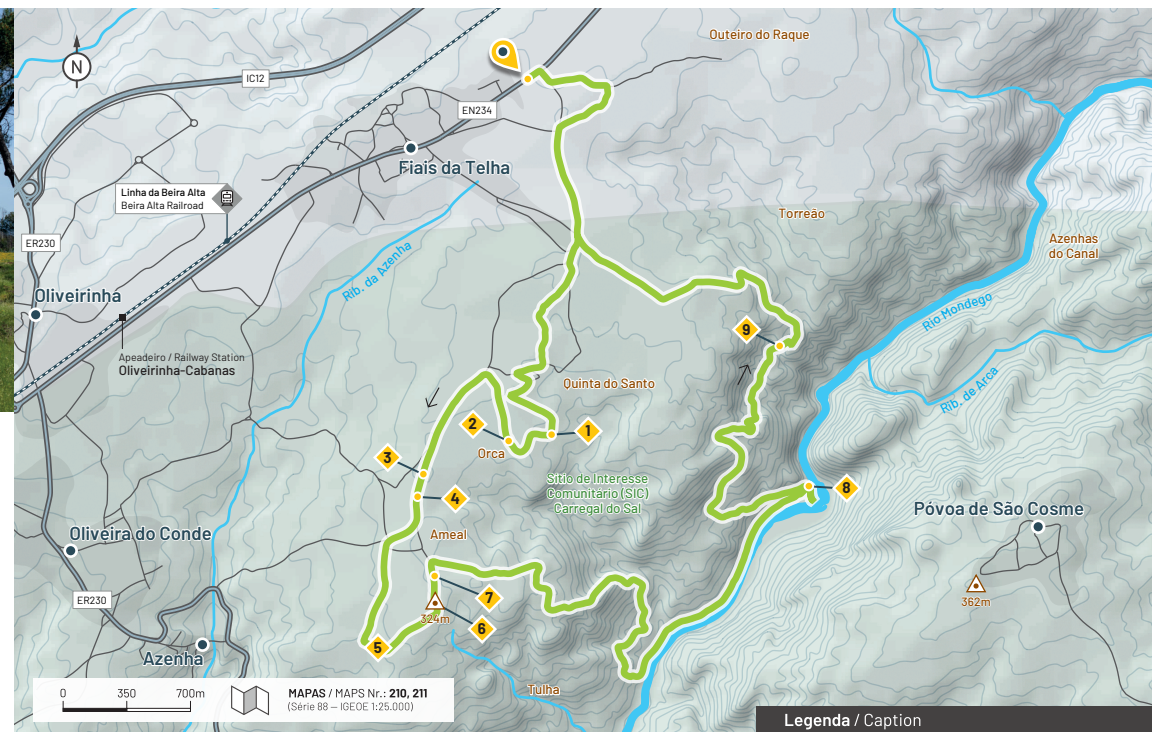 Outeiro do Raque
N
IC12
EN234
Fiais da Telha
Linha da Beira Alta
Beira Alta Railroad
Torreão
ER230
Rib. da Azenha
Azenhas
do Canal
Oliveirinha
Rio Mondego
9
Apeadeiro / Railway Station
Oliveirinha-Cabanas
Quinta do Santo
Rib. de Arca
2
1
Orca
3
4
Sítio de Interesse
Comunitário (SIC)
Carregal do Sal
8
Póvoa de São Cosme
Oliveira do Conde
Ameal
7
ER230
362m
324m
6
5
Azenha
Tulha
0 350 700m
MAPAS / MAPS Nr.: 210, 211
(Série 88 — IGEOE 1:25.000)
Legenda / Caption